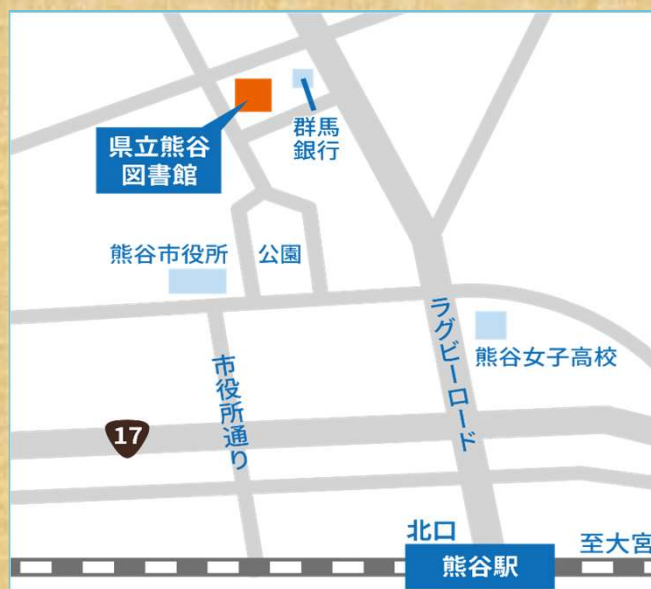 群馬
銀行
県立熊谷
図書館
熊谷市役所
公園
ラグビーロード
熊谷女子高校
市役所通り
17
北口
至大宮
熊谷駅